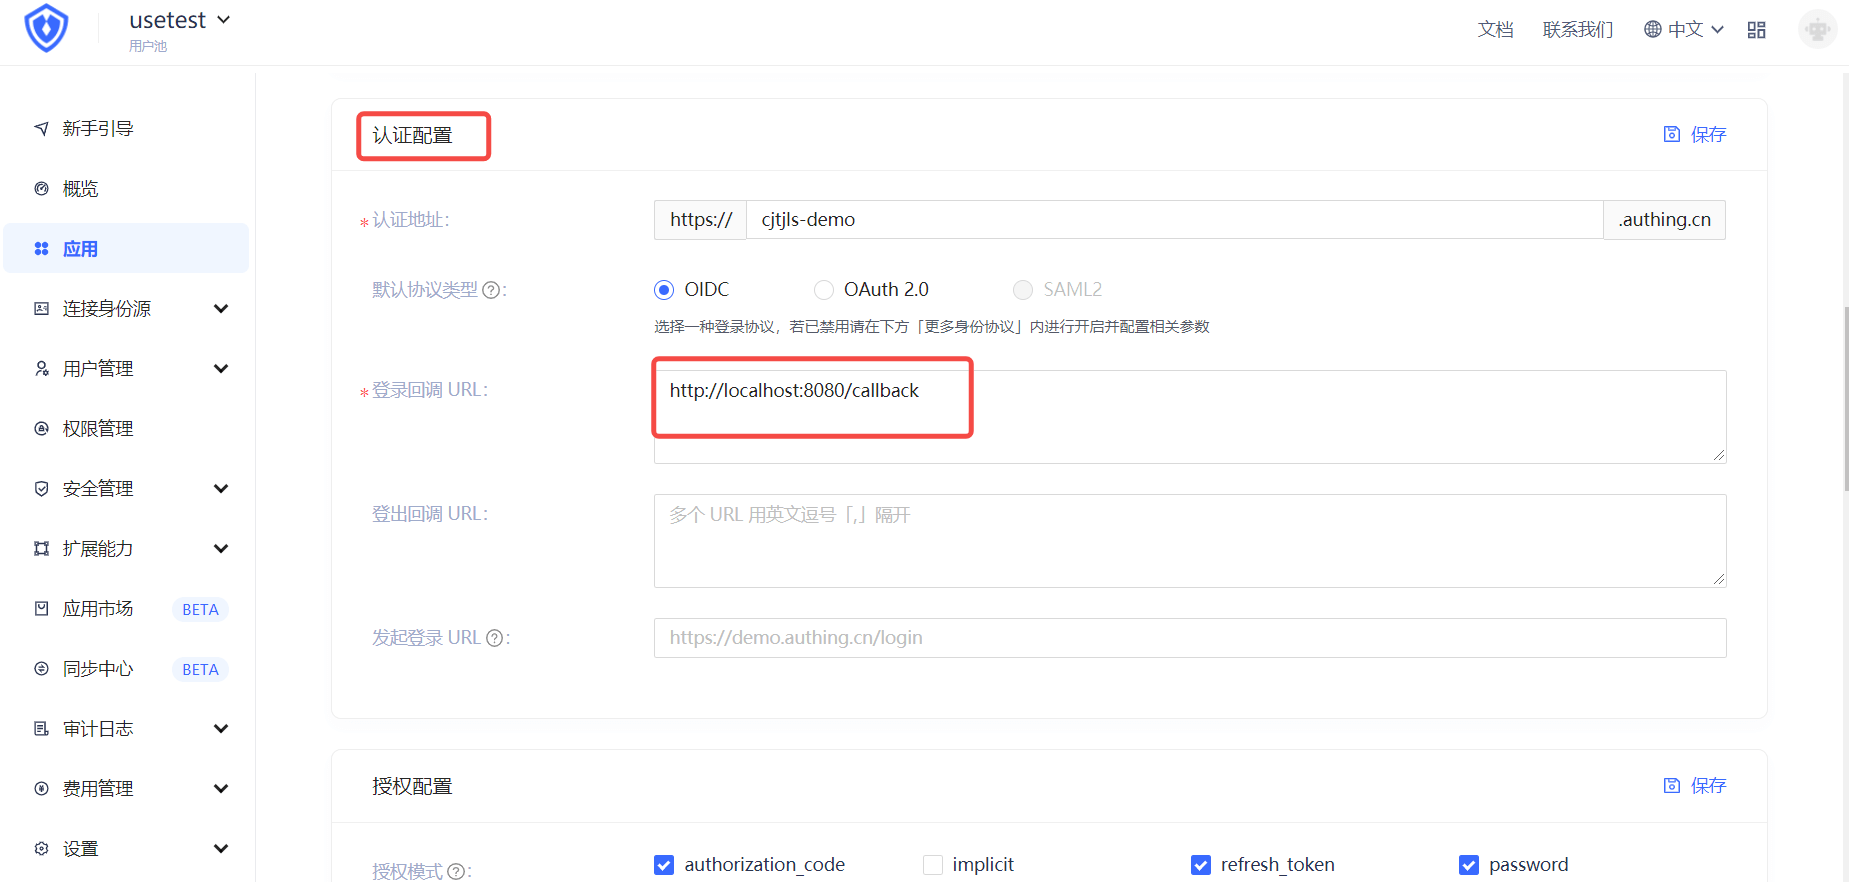 usetest
用户池
文档
联系我们
中文
新手引导
概览
应用
连接身份源
用户管理
权限管理
安全管理
扩展能力
应用市场 BETA
同步中心 BETA
审计日志
费用管理
设置
认证配置
保存
*认证地址:
https:// cjtjls-demo .authing.cn
默认协议类型?:
OIDC OAuth 2.0 SAML2
选择一种登录协议，若已禁用请在下方「更多身份协议」内进行开启并配置相关参数
*登录回调 URL:
http://localhost:8080/callback
登出回调 URL:
多个 URL 用英文逗号「,」隔开
发起登录 URL?:
https://demo.authing.cn/login
授权配置
保存
授权模式?:
authorization_code implicit refresh_token password